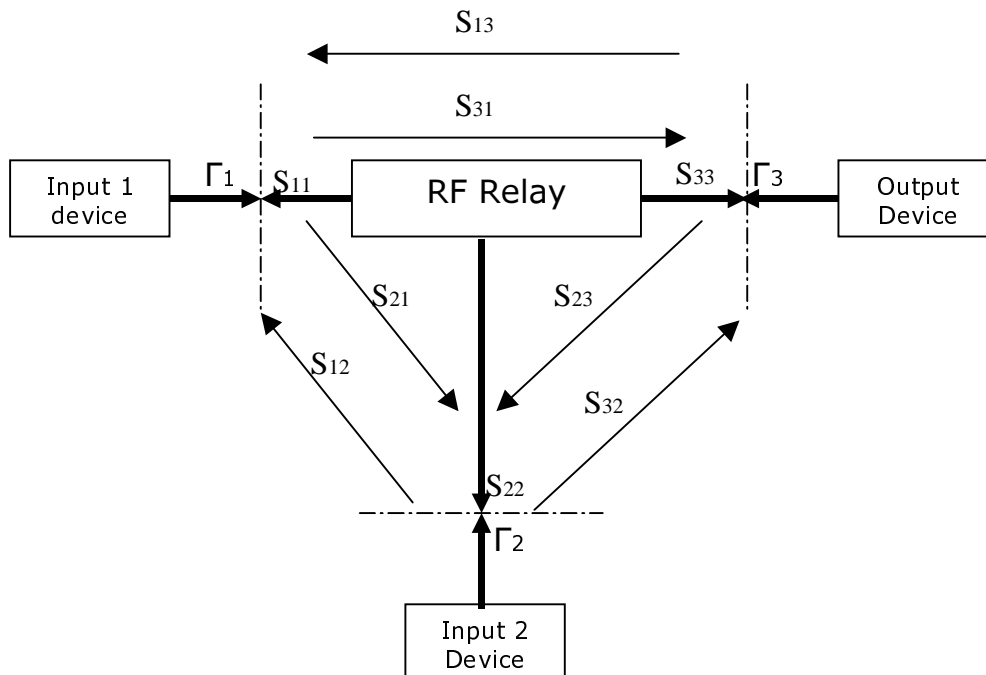 S13
S31
Input 1
device
Γ1
S11
RF Relay
S33
Γ3
Output
Device
S21
S23
S12
S32
S22
Γ2
Input 2
Device